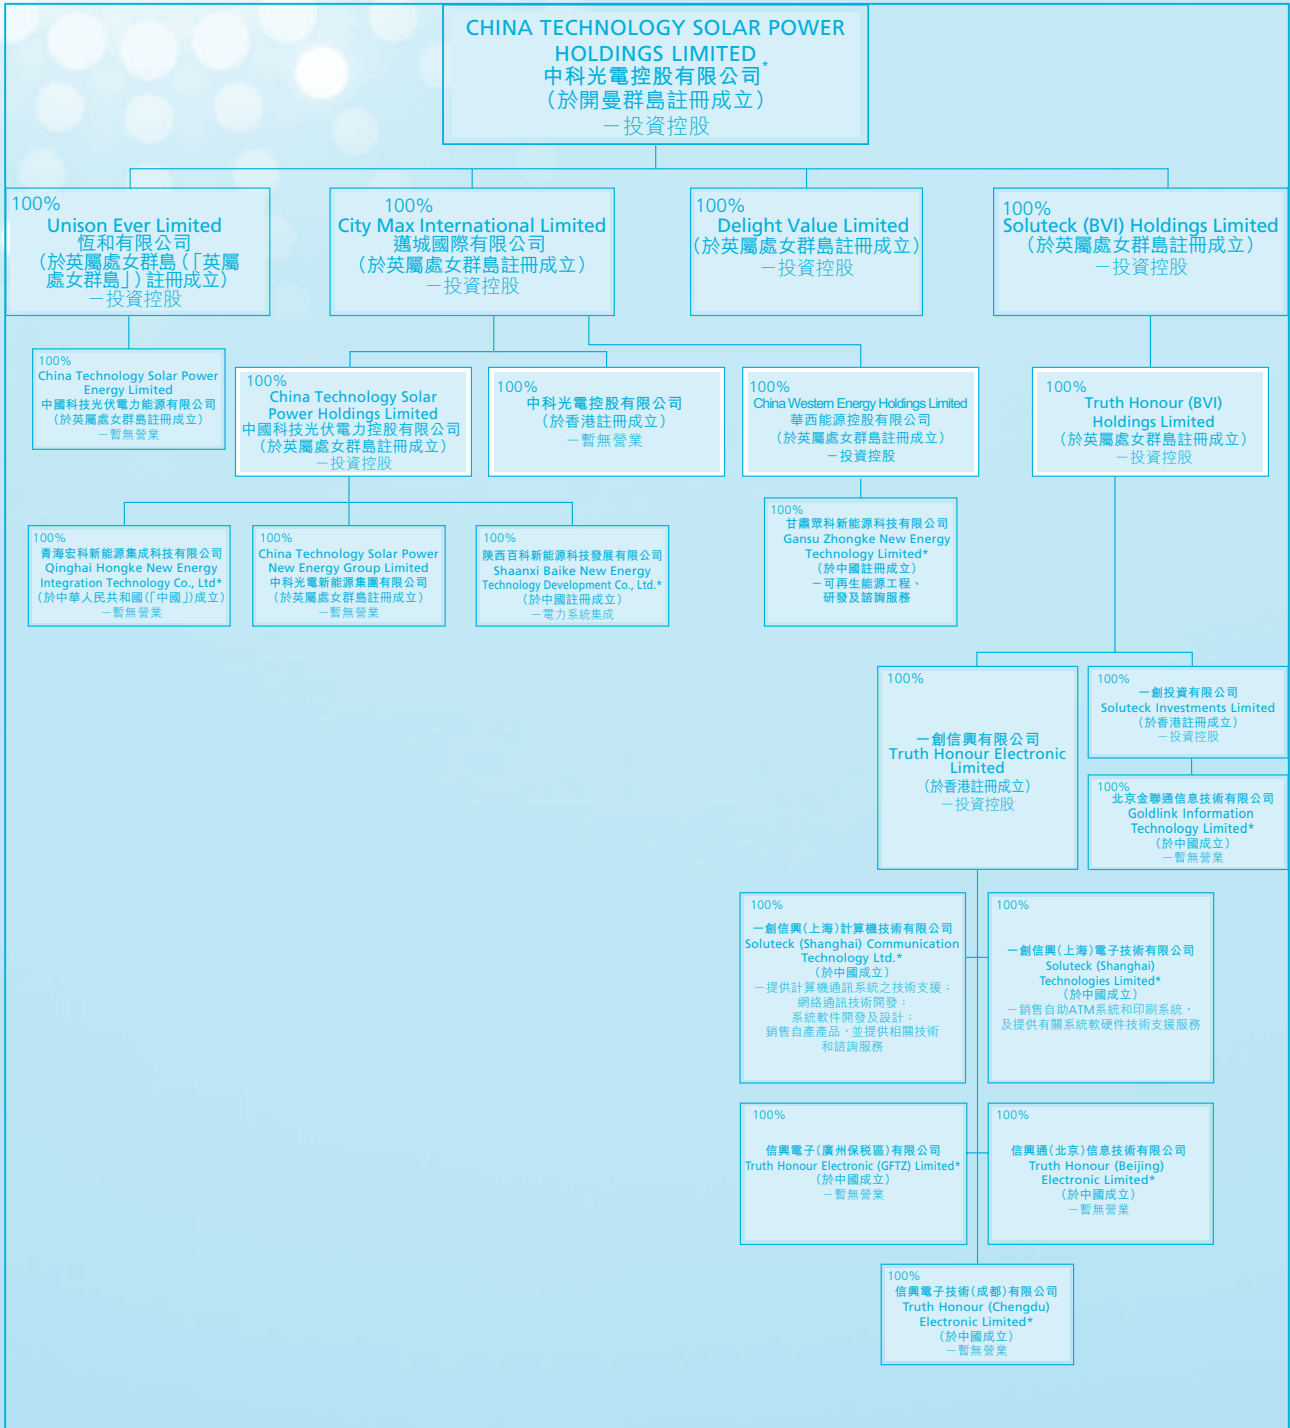 CHINA TECHNOLOGY SOLAR POWER
HOLDINGS LIMITED
中科光電控股有限公司*
（於開曼群島註冊成立）
－投資控股
100%
Unison Ever Limited
恆和有限公司
（於英屬處女群島（「英屬
處女群島」）註冊成立）
－投資控股
100%
City Max International Limited
邁城國際有限公司
（於英屬處女群島註冊成立）
－投資控股
100%
Delight Value Limited
（於英屬處女群島註冊成立）
－投資控股
100%
Soluteck (BVI) Holdings Limited
（於英屬處女群島註冊成立）
－投資控股
100%
China Technology Solar Power
Energy Limited
中國科技光伏電力能源有限公司
（於英屬處女群島註冊成立）
－暫無營業
100%
China Technology Solar
Power Holdings Limited
中國科技光伏電力控股有限公司
（於英屬處女群島註冊成立）
－投資控股
100%
中科光電控股有限公司
（於香港註冊成立）
－暫無營業
100%
China Western Energy Holdings Limited
華西能源控股有限公司
（於英屬處女群島註冊成立）
－投資控股
100%
Truth Honour (BVI)
Holdings Limited
（於英屬處女群島註冊成立）
－投資控股
100%
青海宏科新能源集成科技有限公司
Qinghai Hongke New Energy
Integration Technology Co., Ltd*
（於中華人民共和國（「中國」）成立）
－暫無營業
100%
China Technology Solar Power
New Energy Group Limited
中科光電新能源集團有限公司
（於英屬處女群島註冊成立）
－暫無營業
100%
陝西百科新能源科技發展有限公司
Shaanxi Baike New Energy
Technology Development Co., Ltd.*
（於中國註冊成立）
－電力系統集成
100%
甘肅眾科新能源科技有限公司
Gansu Zhongke New Energy
Technology Limited*
（於中國註冊成立）
－可再生能源工程、
研發及諮詢服務
100%
一創信興有限公司
Truth Honour Electronic
Limited
（於香港註冊成立）
－投資控股
100%
一創投資有限公司
Soluteck Investments Limited
（於香港註冊成立）
－投資控股
100%
北京金聯通信息技術有限公司
Goldlink Information
Technology Limited*
（於中國成立）
－暫無營業
100%
一創信興（上海）計算機技術有限公司
Soluteck (Shanghai) Communication
Technology Ltd.*
（於中國成立）
－提供計算機通訊系統之技術支援；
網絡通訊技術開發；
系統軟件開發及設計；
銷售自產產品，並提供相關技術
和諮詢服務
100%
一創信興（上海）電子技術有限公司
Soluteck (Shanghai)
Technologies Limited*
（於中國成立）
－銷售自助ATM系統和印刷系統，
及提供有關系統軟硬件技術支援服務
100%
信興電子（廣州保稅區）有限公司
Truth Honour Electronic (GFTZ) Limited*
（於中國成立）
－暫無營業
100%
信興通（北京）信息技術有限公司
Truth Honour (Beijing)
Electronic Limited*
（於中國成立）
－暫無營業
100%
信興電子技術（成都）有限公司
Truth Honour (Chengdu)
Electronic Limited*
（於中國成立）
－暫無營業